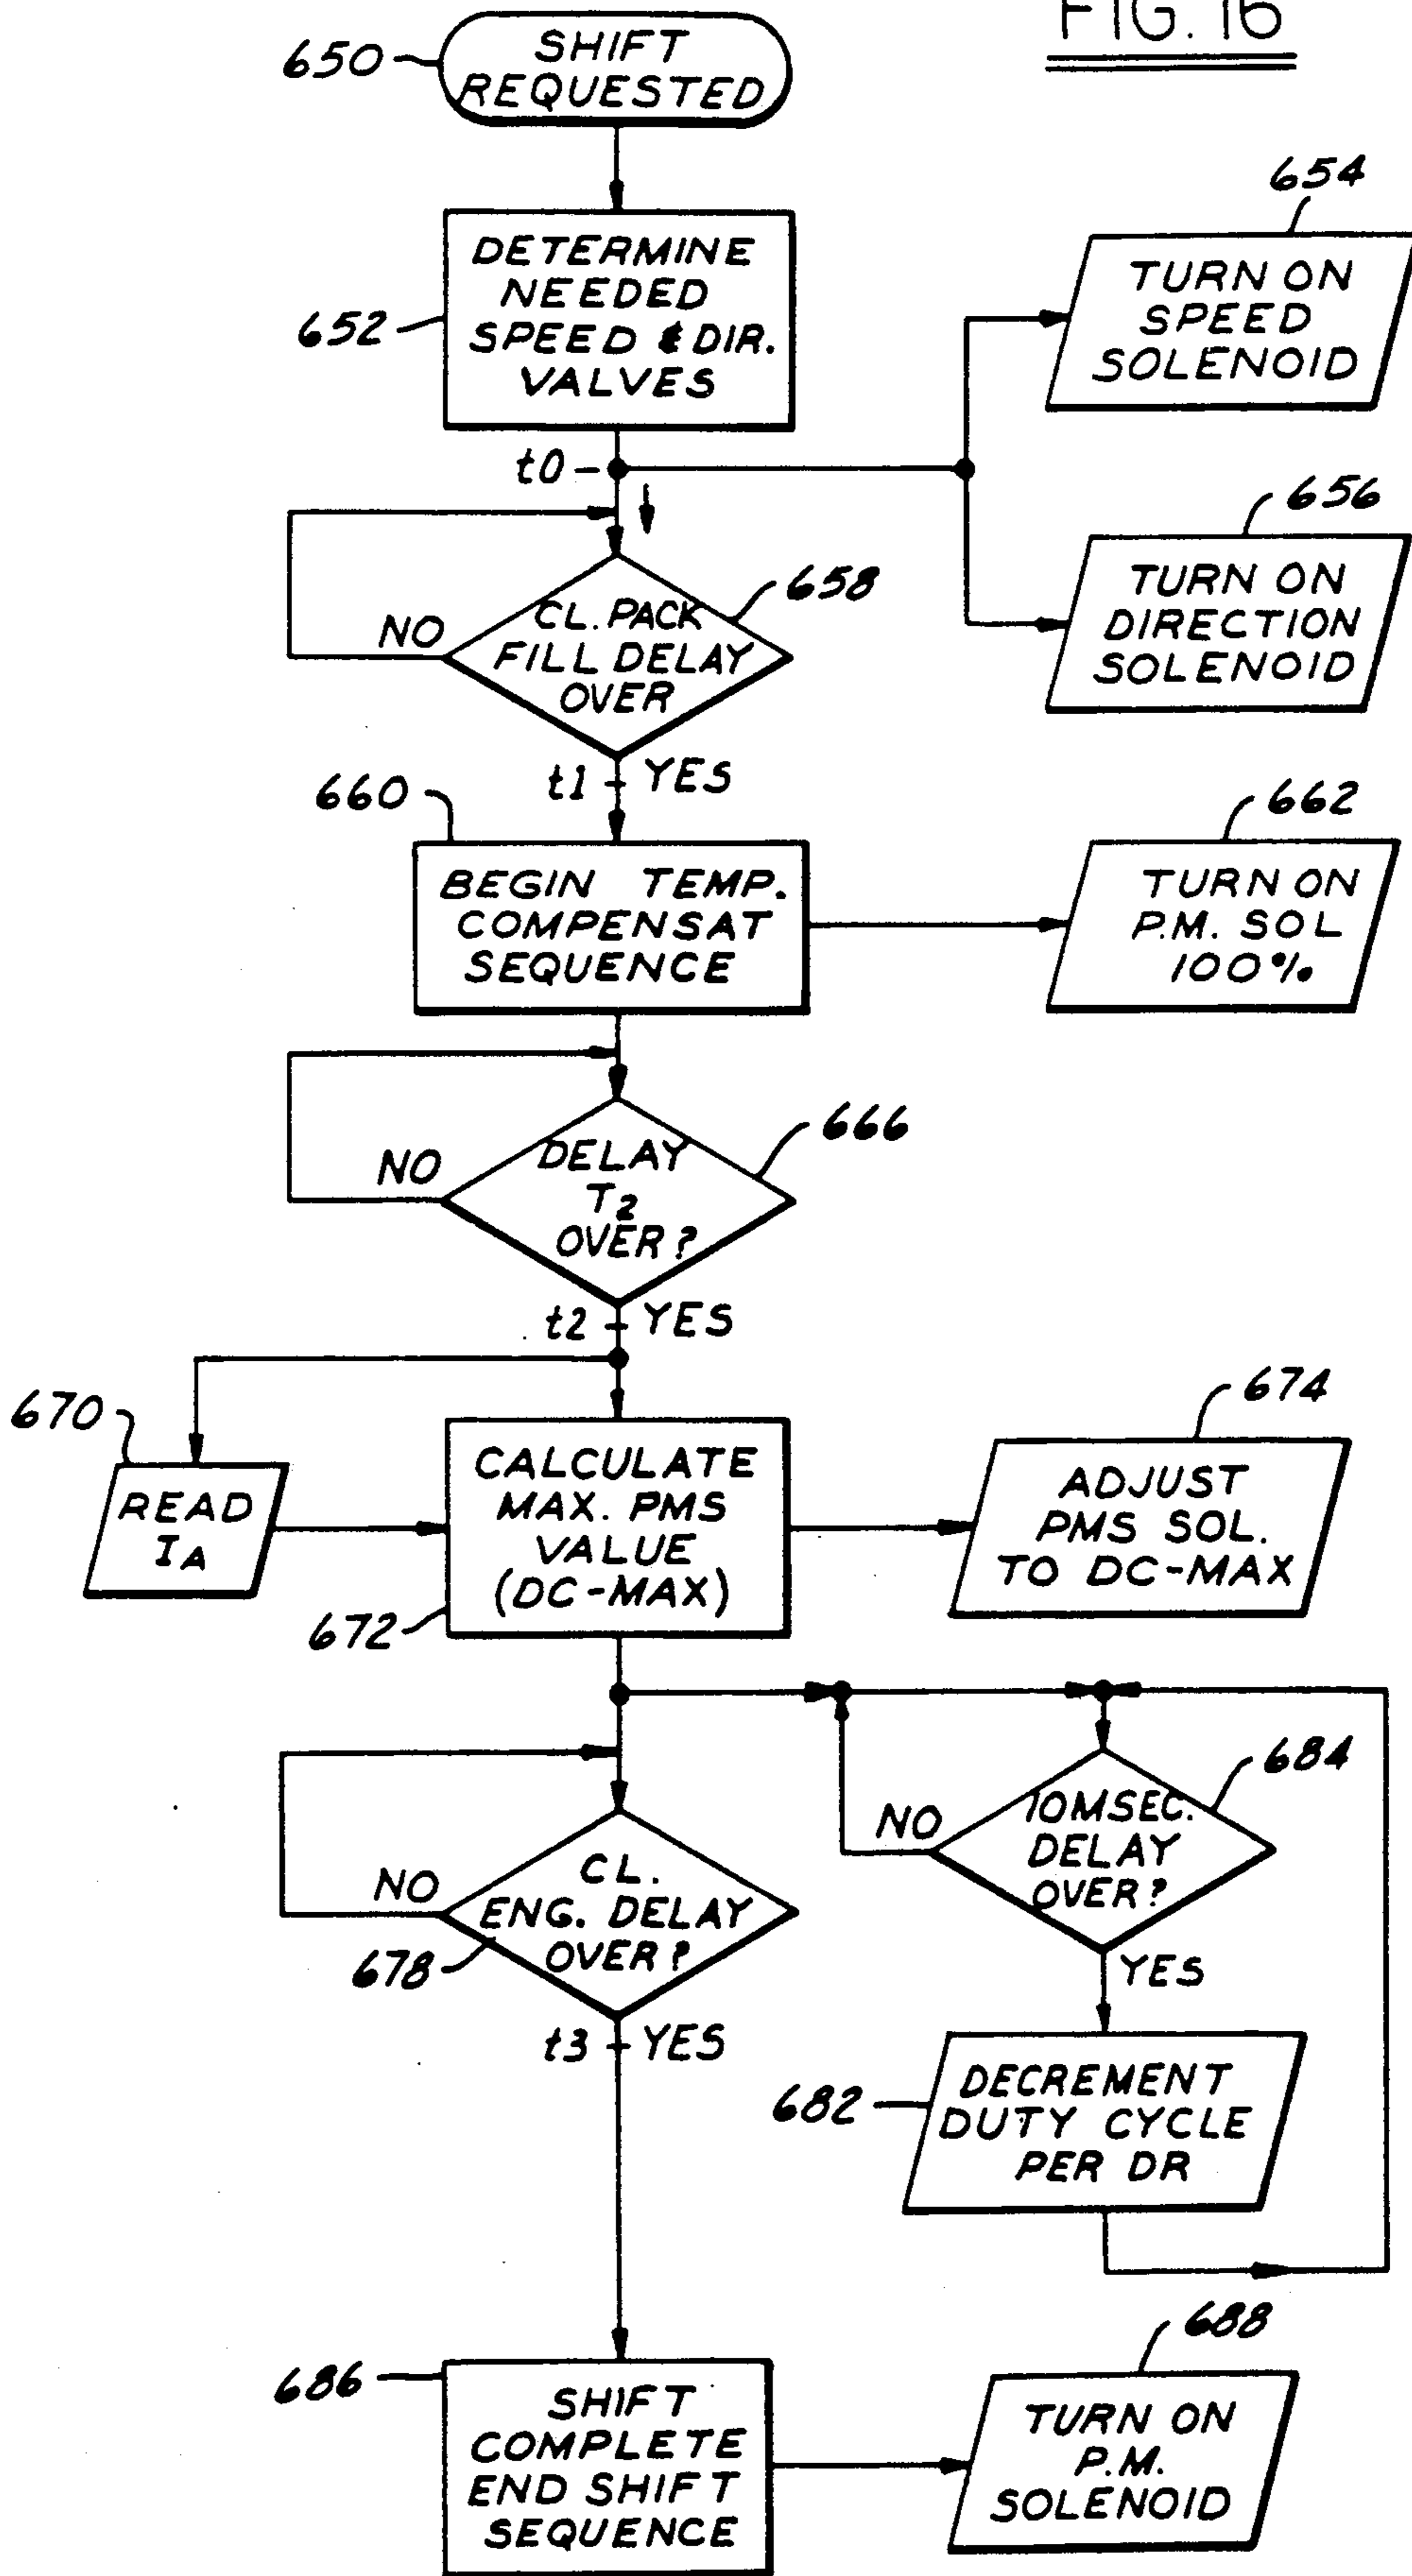 FIG. 16
650
SHIFT
REQUESTED
652
DETERMINE
NEEDED
SPEED & DIR.
VALVES
654
TURN ON
SPEED
SOLENOID
t0
656
TURN ON
DIRECTION
SOLENOID
658
CL. PACK
FILL DELAY
OVER
NO
t1 YES
660
BEGIN TEMP.
COMPENSAT
SEQUENCE
662
TURN ON
P.M. SOL
100%
666
DELAY
T2
OVER?
NO
t2 YES
670
READ
IA
CALCULATE
MAX. PMS
VALUE
(DC-MAX)
672
674
ADJUST
PMS SOL.
TO DC-MAX
684
10MSEC.
DELAY
OVER?
NO
YES
CL.
ENG. DELAY
OVER?
NO
678
t3 YES
682
DECREMENT
DUTY CYCLE
PER DR
686
SHIFT
COMPLETE
END SHIFT
SEQUENCE
688
TURN ON
P.M.
SOLENOID